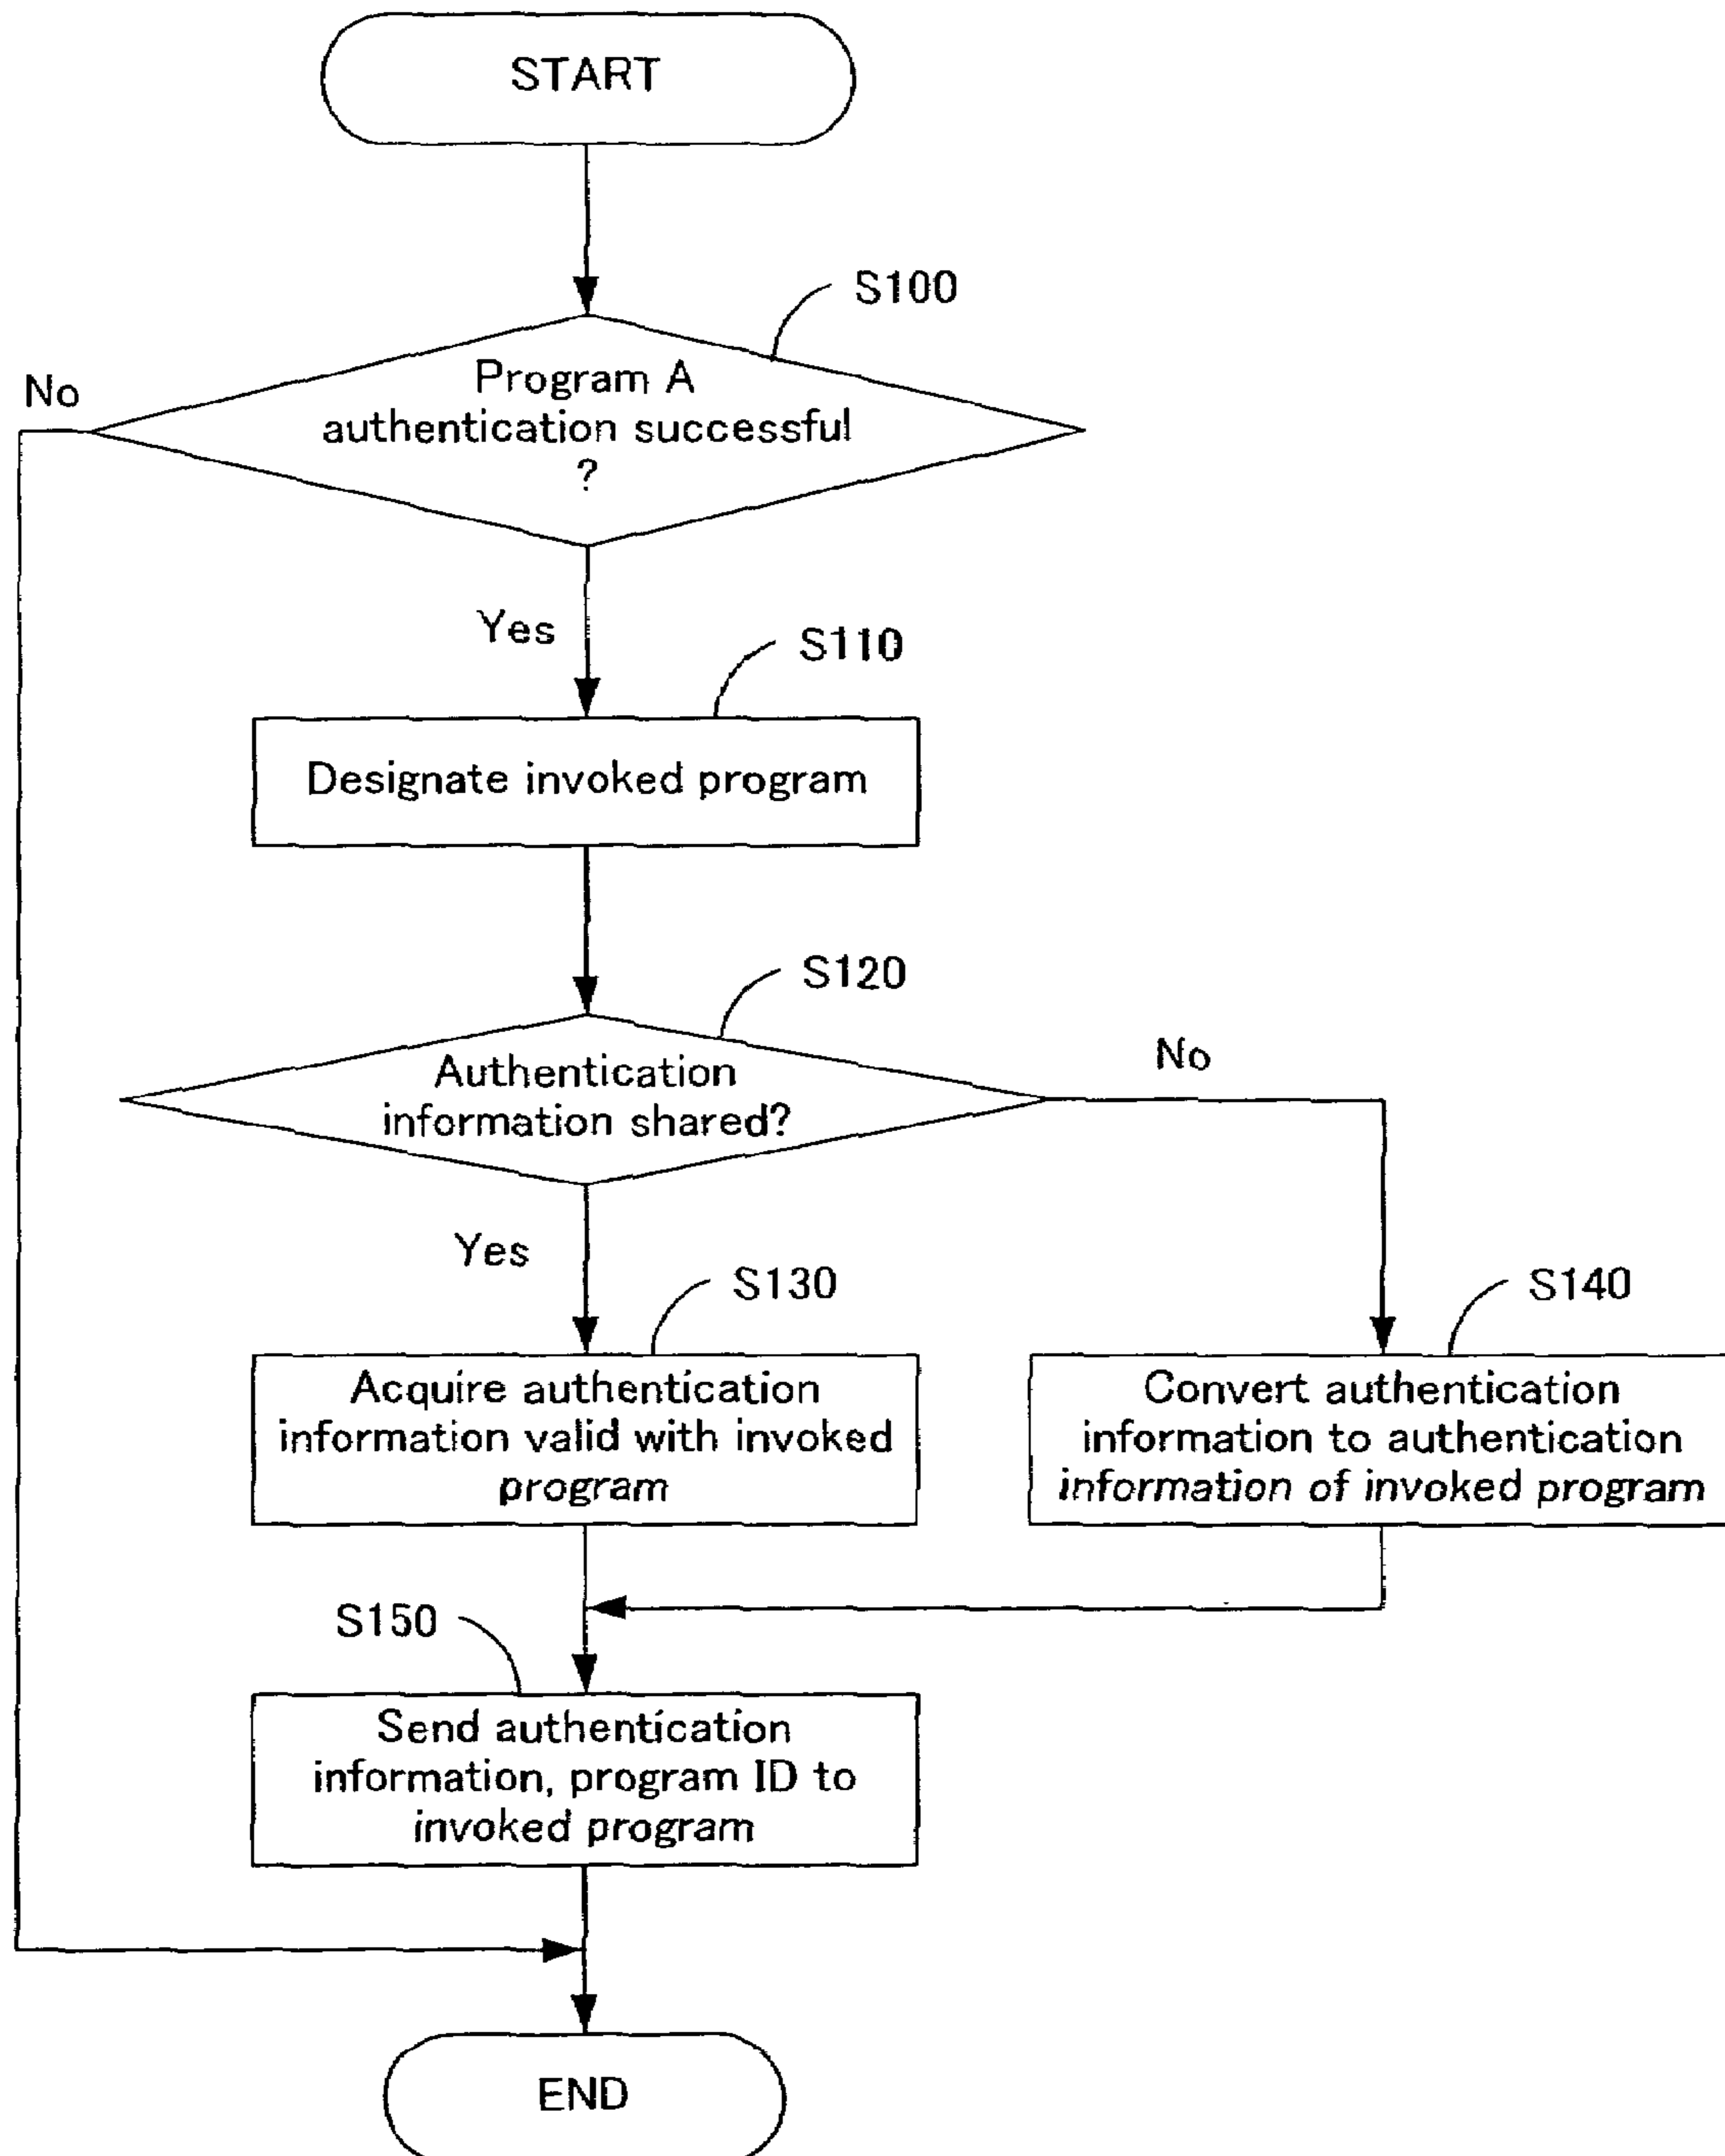 START
S100
No
Program A
authentication successful
?
Yes
S110
Designate invoked program
S120
No
Authentication
information shared?
Yes
S130
S140
Acquire authentication
information valid with invoked
program
Convert authentication
information to authentication
information of invoked program
S150
Send authentication
information, program ID to
invoked program
END